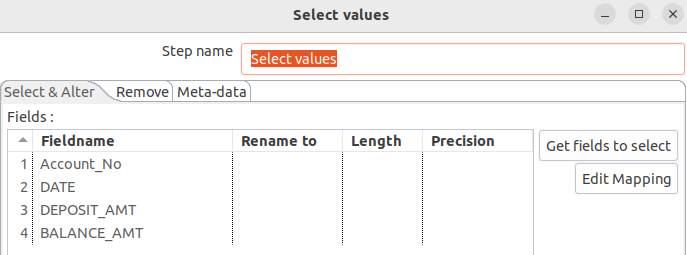 Select values
Step name Select values
Select & Alter Remove Meta-data
Fields :
Fieldname Rename to Length Precision
1 Account_No
2 DATE
3 DEPOSIT_AMT
4 BALANCE_AMT
Get fields to select
Edit Mapping